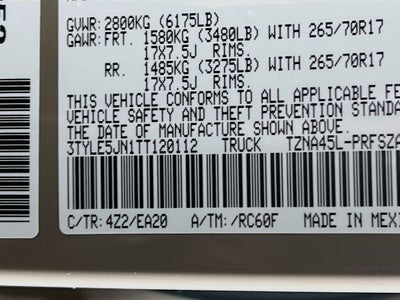 GVWR: 2800KG (6175LB)
GAWR: FRT. 1580KG (3480LB) WITH 265/70R17
17X7.5J RIMS.
RR. 1485KG (3275LB) WITH 265/70R17
17X7.5J RIMS.
THIS VEHICLE CONFORMS TO ALL APPLICABLE FEDE
VEHICLE SAFETY AND THEFT PREVENTION STANDA
THE DATE OF MANUFACTURE SHOWN ABOVE.
3TYLE5JN1TT120112 TRUCK TZNA45L-PRFSZA
C/TR: 4Z2/EA20 A/TM: /RC60F MADE IN MEXI